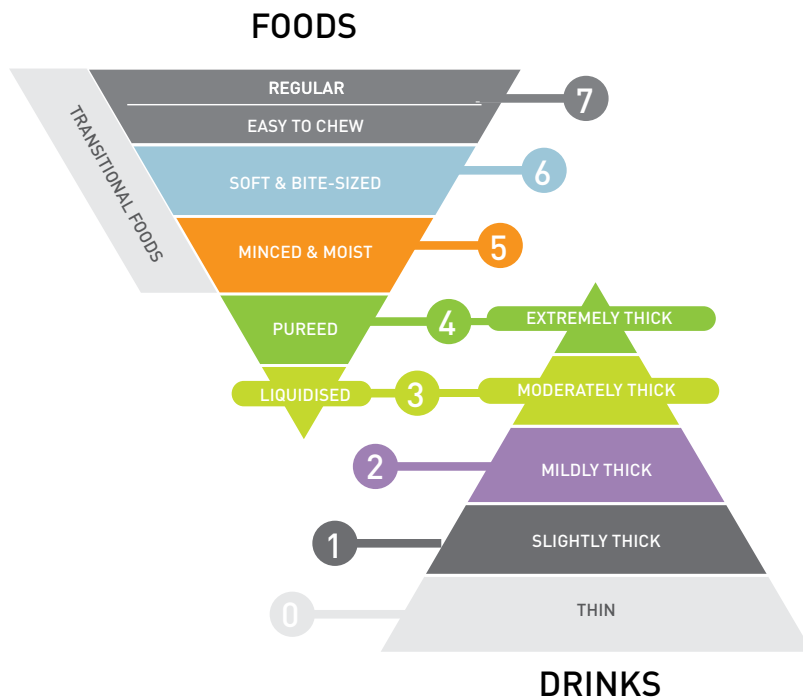 FOODS
REGULAR
7
EASY TO CHEW
TRANSITIONAL FOODS
SOFT & BITE-SIZED
6
MINCED & MOIST
5
PUREED
4
EXTREMELY THICK
LIQUIDISED
3
MODERATELY THICK
2
MILDLY THICK
1
SLIGHTLY THICK
0
THIN
DRINKS